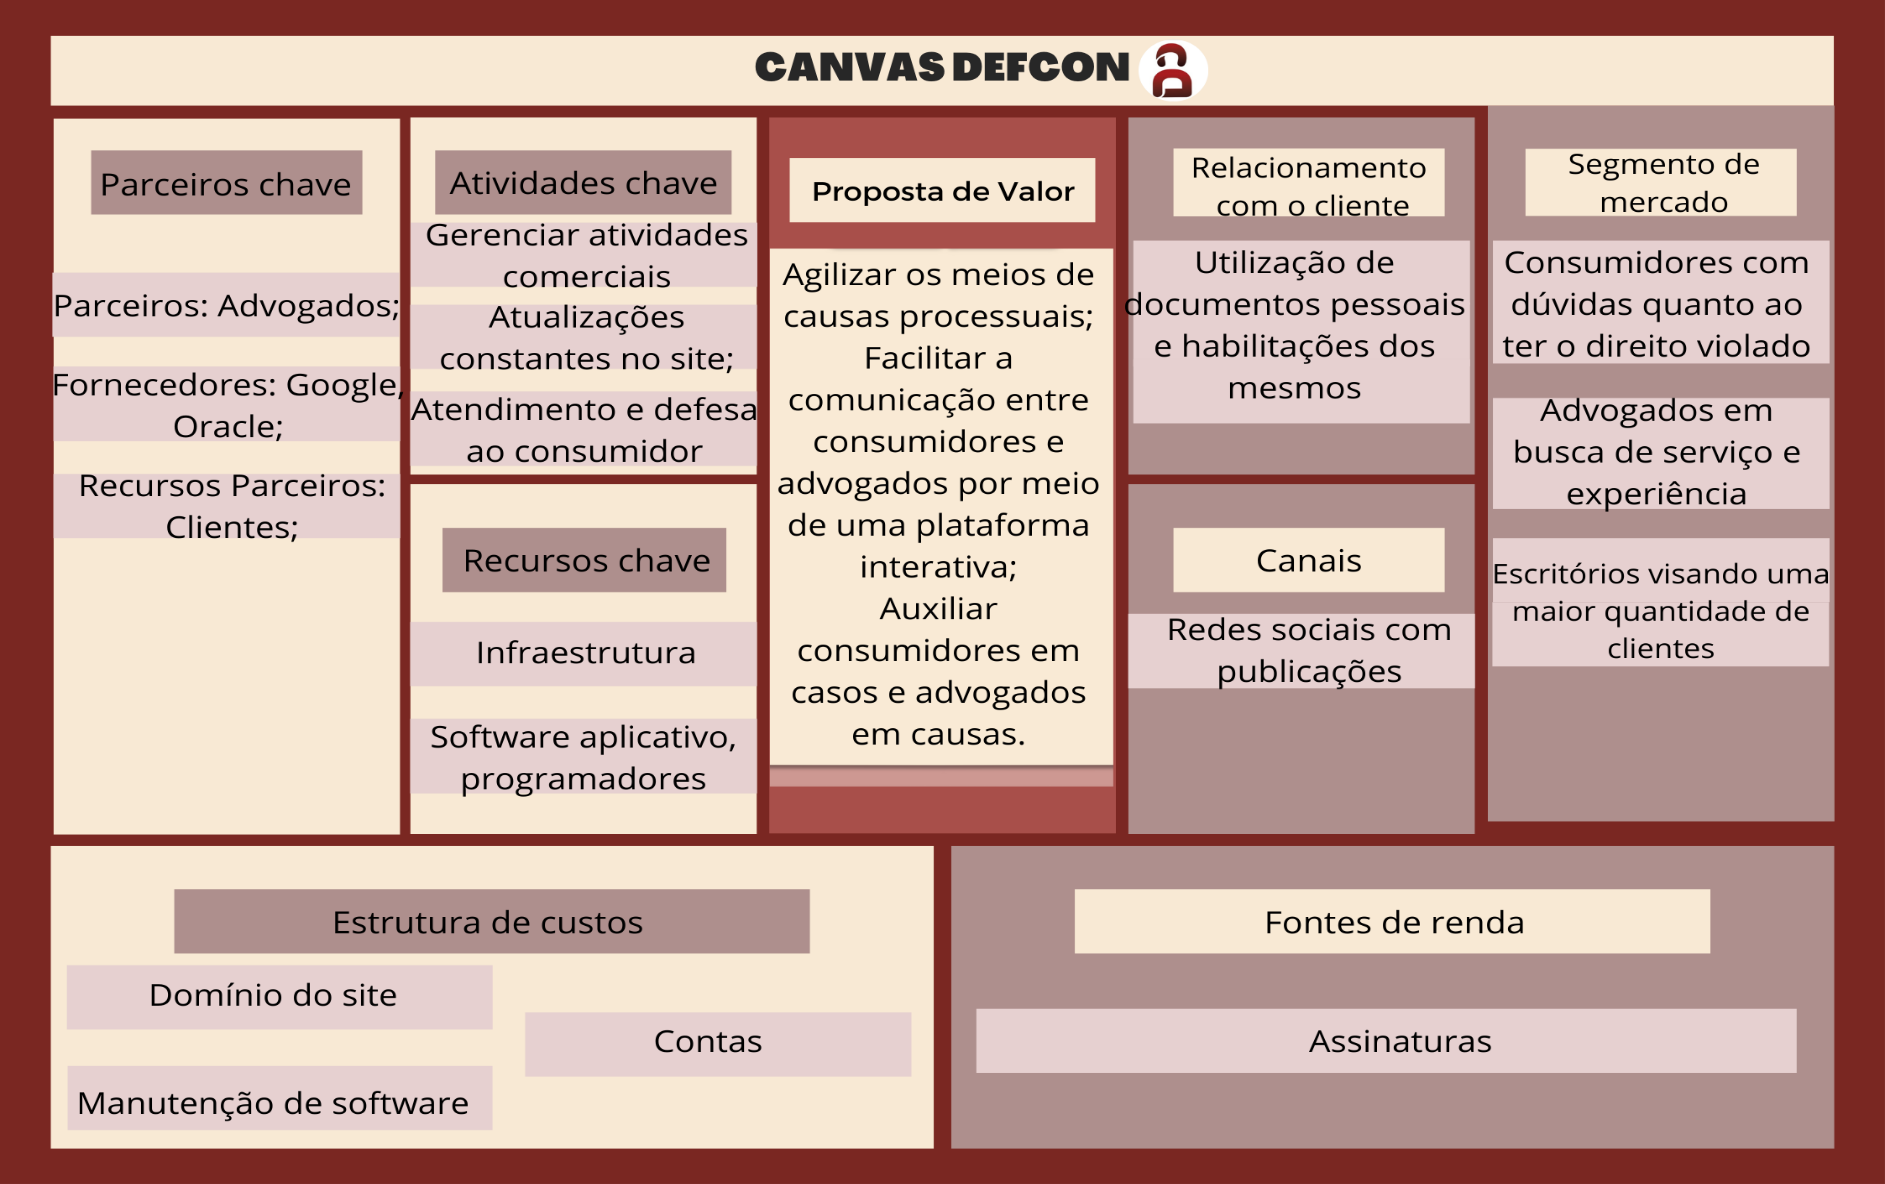 CANVAS DEFCON
Parceiros chave
Parceiros: Advogados;
Fornecedores: Google,
Oracle;
Recursos Parceiros:
Clientes;
Atividades chave
Gerenciar atividades
comerciais
Atualizações
constantes no site;
Atendimento e defesa
ao consumidor
Recursos chave
Infraestrutura
Software aplicativo,
programadores
Proposta de Valor
Agilizar os meios de
causas processuais;
Facilitar a
comunicação entre
consumidores e
advogados por meio
de uma plataforma
interativa;
Auxiliar
consumidores em
casos e advogados
em causas.
Relacionamento
com o cliente
Utilização de
documentos pessoais
e habilitações dos
mesmos
Canais
Redes sociais com
publicações
Segmento de
mercado
Consumidores com
dúvidas quanto ao
ter o direito violado
Advogados em
busca de serviço e
experiência
Escritórios visando uma
maior quantidade de
clientes
Estrutura de custos
Domínio do site
Contas
Manutenção de software
Fontes de renda
Assinaturas